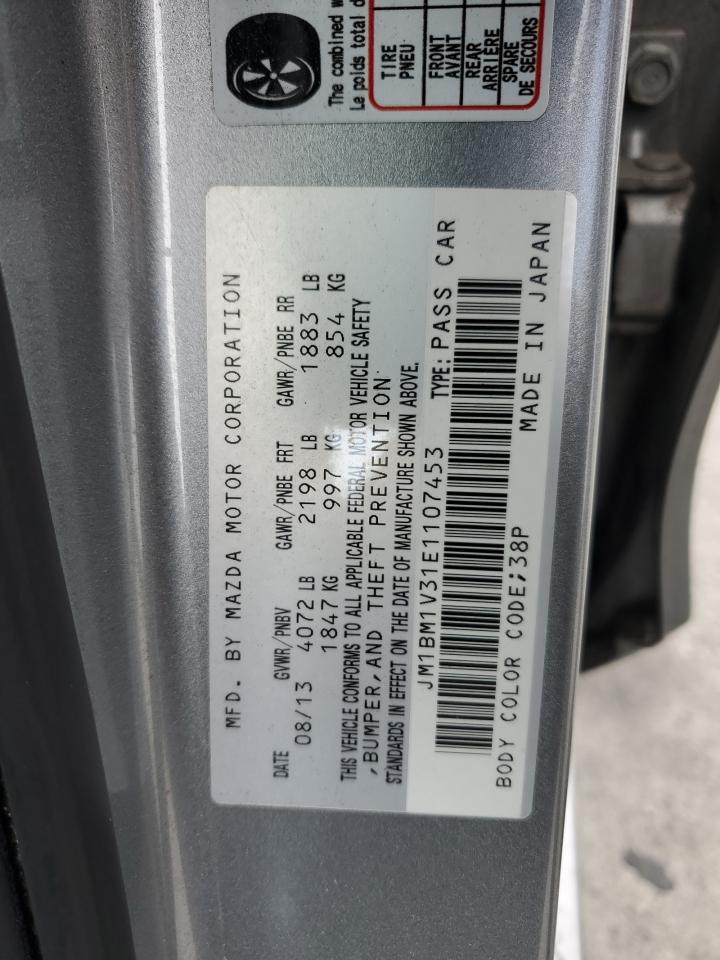 The combined w
Le poids total d
TIRE
PNEU
FRONT
AVANT
REAR
ARRIÈRE
SPARE
DE SECOURS
MFD. BY MAZDA MOTOR CORPORATION
DATE GVWR/PNBV GAWR/PNBE FRT GAWR/PNBE RR
08/13 4072 LB 2198 LB 1883 LB
1847 KG 997 KG 854 KG
THIS VEHICLE CONFORMS TO ALL APPLICABLE FEDERAL MOTOR VEHICLE SAFETY
,BUMPER,AND THEFT PREVENTION
STANDARDS IN EFFECT ON THE DATE OF MANUFACTURE SHOWN ABOVE.
JM1BM1V31E1107453 TYPE: PASS CAR
BODY COLOR CODE;38P MADE IN JAPAN